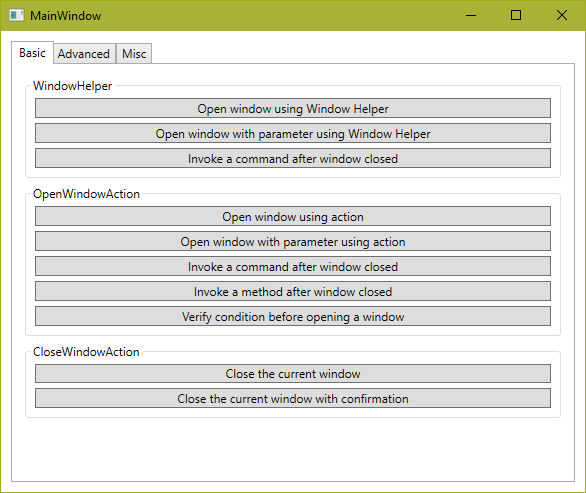 MainWindow
Basic Advanced Misc
WindowHelper
Open window using Window Helper
Open window with parameter using Window Helper
Invoke a command after window closed
OpenWindowAction
Open window using action
Open window with parameter using action
Invoke a command after window closed
Invoke a method after window closed
Verify condition before opening a window
CloseWindowAction
Close the current window
Close the current window with confirmation